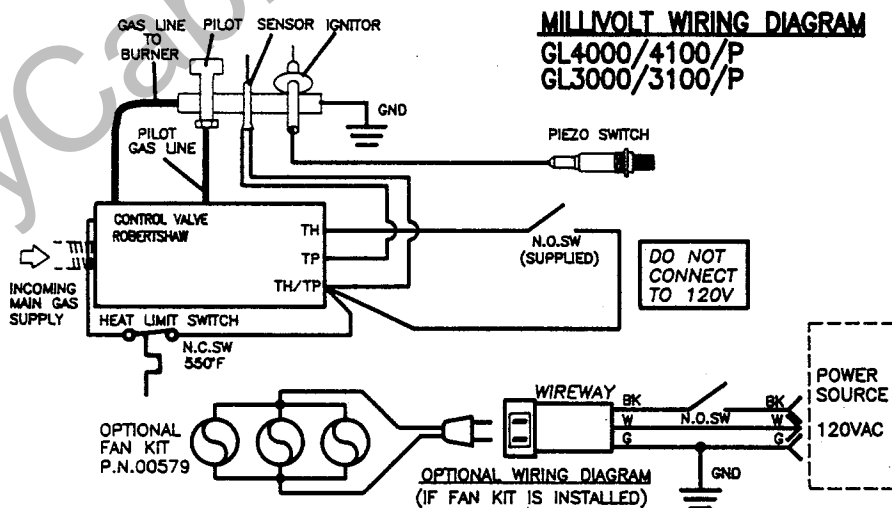 MILLIVOLT WIRING DIAGRAM
GL4000/4100/P
GL3000/3100/P
GAS LINE
TO
BURNER
PILOT
SENSOR
IGNITOR
GND
PILOT
GAS LINE
PIEZO SWITCH
CONTROL VALVE
ROBERTSHAW
TH
TP
TH/TP
N.O.SW
(SUPPLIED)
DO NOT
CONNECT
TO 120V
INCOMING
MAIN GAS
SUPPLY
HEAT LIMIT SWITCH
N.C.SW
550°F
OPTIONAL
FAN KIT
P.N.00579
WIREWAY
BK
W
G
N.O.SW
BK
W
G
POWER
SOURCE
120VAC
GND
OPTIONAL WIRING DIAGRAM
(IF FAN KIT IS INSTALLED)
yCab